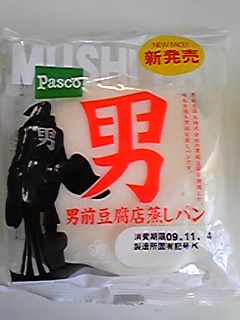 MUSHI
Pasco
NEW FACE!
新発売
男
男
男前豆腐店蒸しパン
消費期限09.11. 4
製造所固有記号K